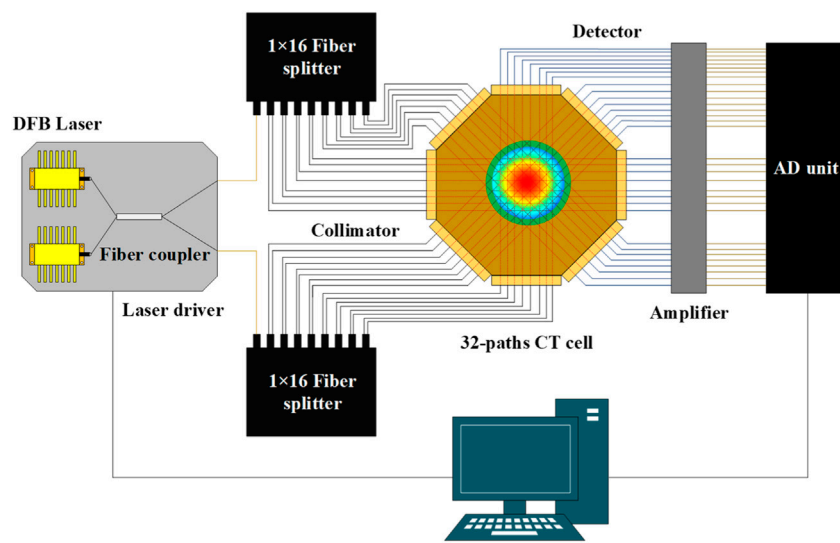 1×16 Fiber
splitter
Detector
DFB Laser
AD unit
Collimator
Fiber coupler
Laser driver
Amplifier
32-paths CT cell
1×16 Fiber
splitter